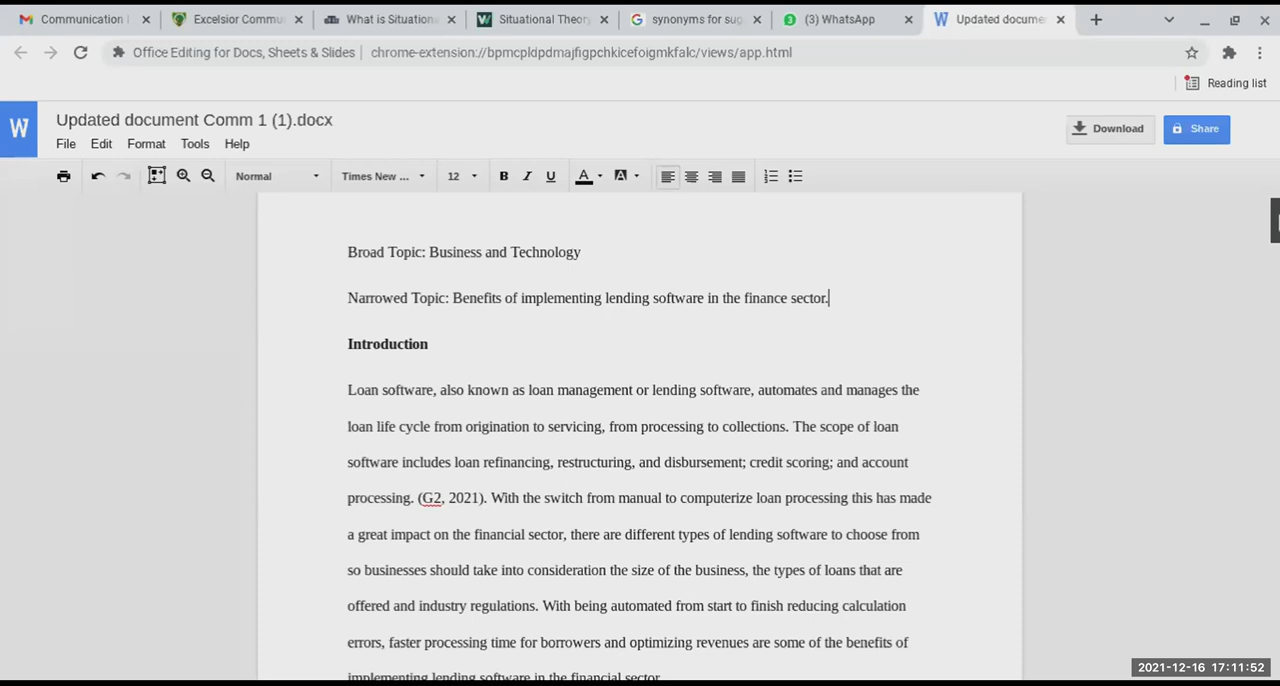 Communication
Excelsior Commu
What is Situationa
Situational Theory
synonyms for sug
(3) WhatsApp
Updated docume
Office Editing for Docs, Sheets & Slides
chrome-extension://bpmcpldpdmajfigpchkicefoigmkfalc/views/app.html
Reading list
W
Updated document Comm 1 (1).docx
Download
Share
File Edit Format Tools Help
Normal Times New ... 12 B I U A A
Broad Topic: Business and Technology
Narrowed Topic: Benefits of implementing lending software in the finance sector.
Introduction
Loan software, also known as loan management or lending software, automates and manages the
loan life cycle from origination to servicing, from processing to collections. The scope of loan
software includes loan refinancing, restructuring, and disbursement; credit scoring; and account
processing. (G2, 2021). With the switch from manual to computerize loan processing this has made
a great impact on the financial sector, there are different types of lending software to choose from
so businesses should take into consideration the size of the business, the types of loans that are
offered and industry regulations. With being automated from start to finish reducing calculation
errors, faster processing time for borrowers and optimizing revenues are some of the benefits of
implementing lending software in the financial sector.
2021-12-16 17:11:52